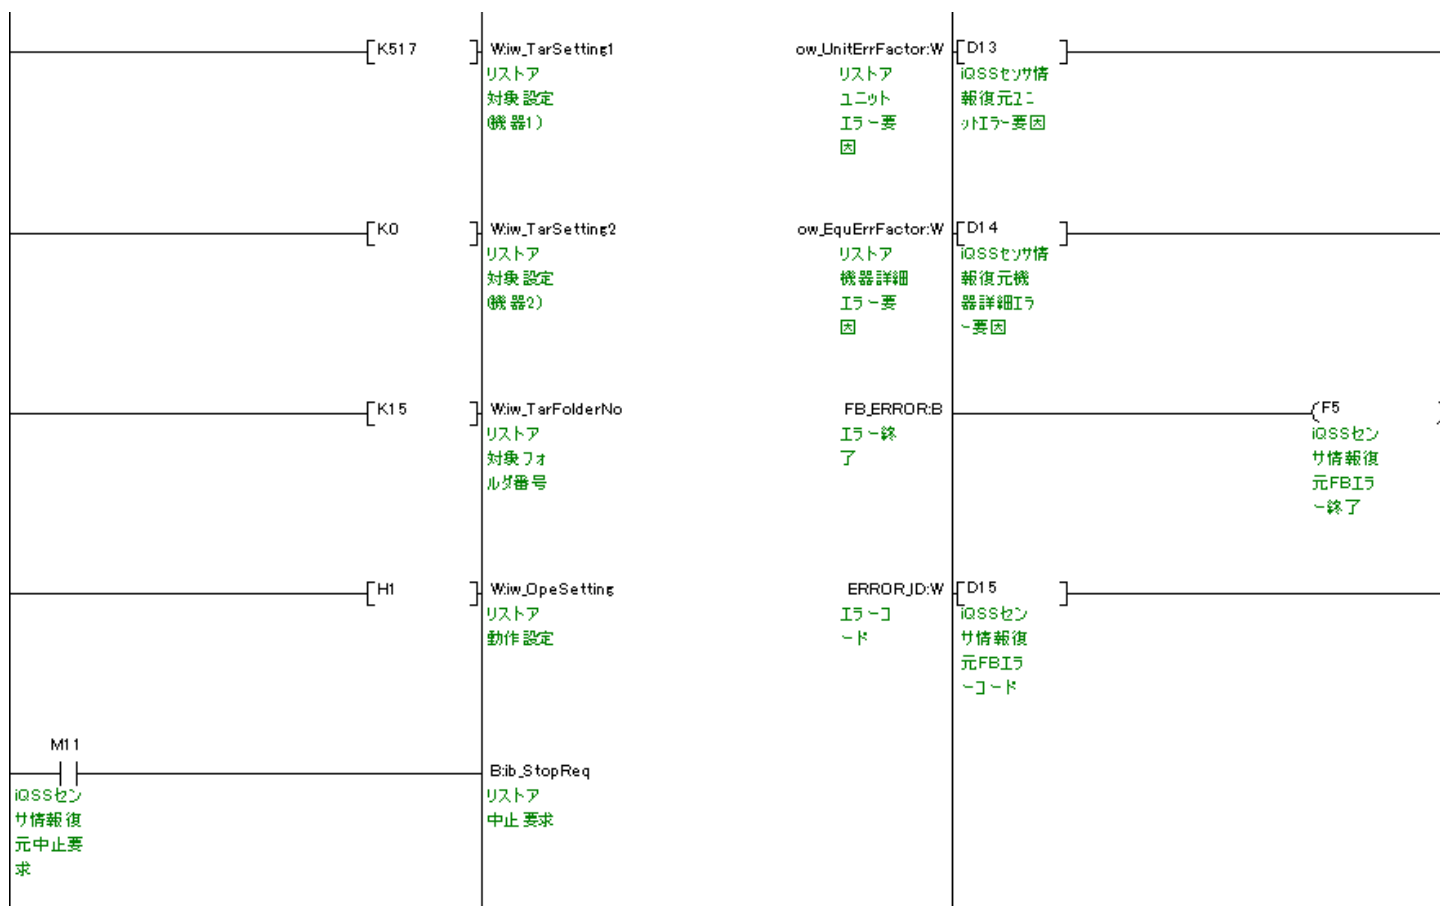 K517
W:iw_TarSetting1
リストア
対象設定
(機器1)
ow_UnitErrFactor:W
リストア
ユニット
エラー要
因
D13
iQSSセンサ情
報復元ユニ
ットエラー要因
K0
W:iw_TarSetting2
リストア
対象設定
(機器2)
ow_EquErrFactor:W
リストア
機器詳細
エラー要
因
D14
iQSSセンサ情
報復元機
器詳細エラ
ー要因
K15
W:iw_TarFolderNo
リストア
対象フォ
ルダ番号
FB_ERROR:B
エラー終
了
F5
iQSSセン
サ情報復
元FBエラ
ー終了
H1
W:iw_OpeSetting
リストア
動作設定
ERROR_ID:W
エラーコ
ード
D15
iQSSセン
サ情報復
元FBエラ
ーコード
M11
iQSSセン
サ情報復
元中止要
求
B:ib_StopReq
リストア
中止要求